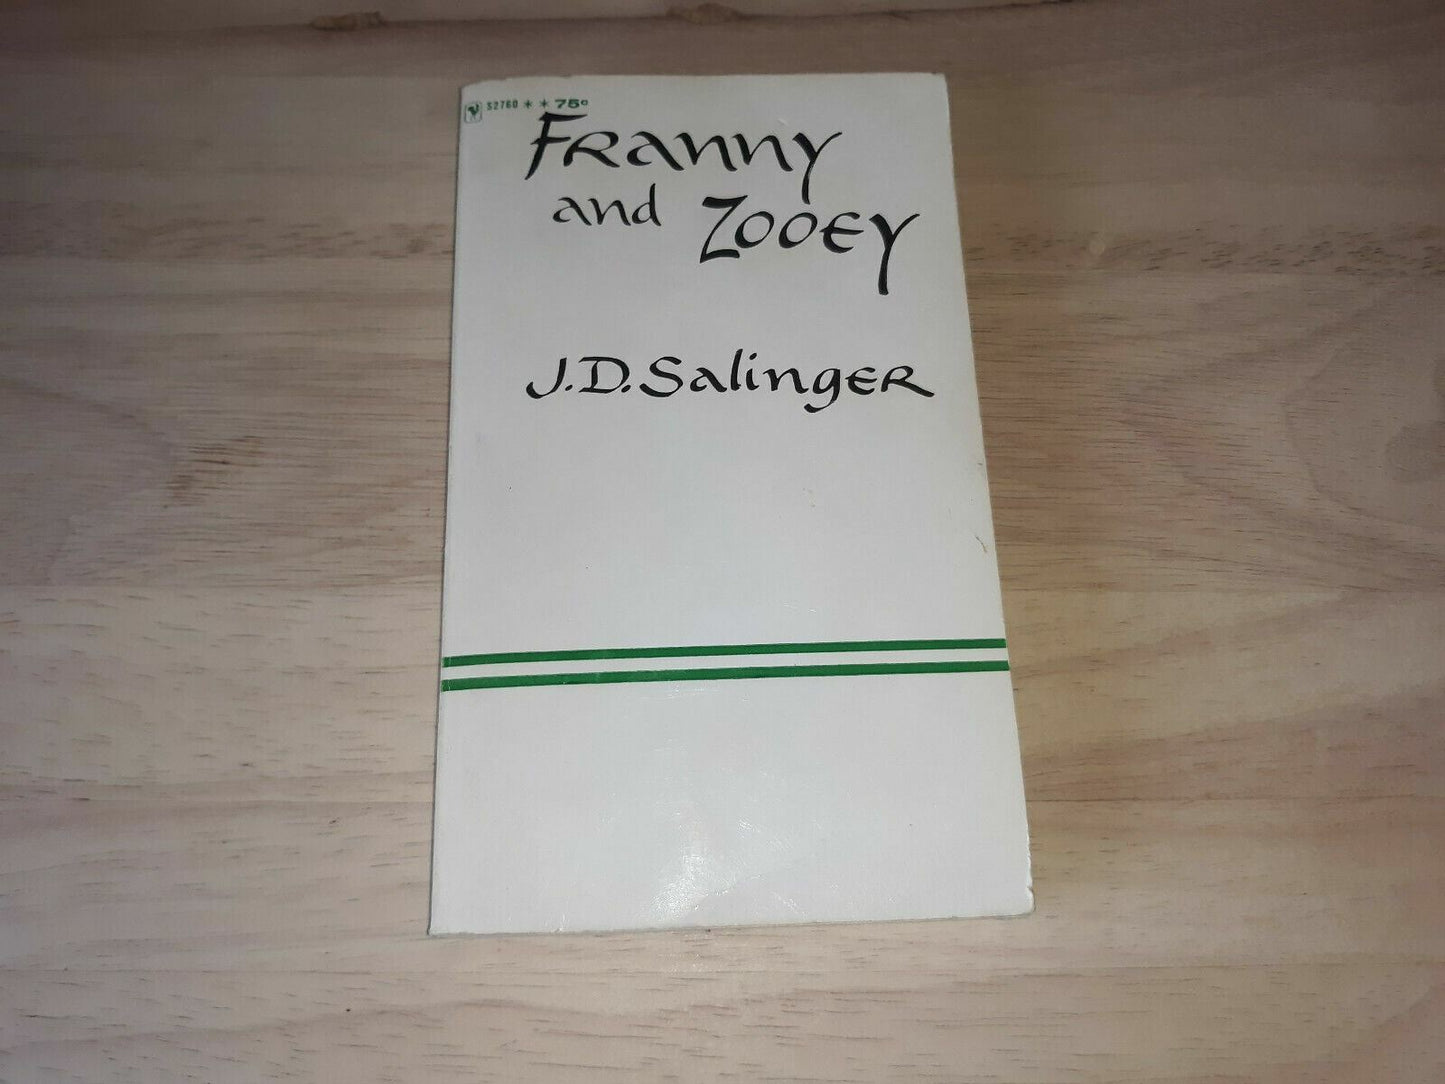 S2760 * * 75¢
Franny
and Zooey
J.D. Salinger